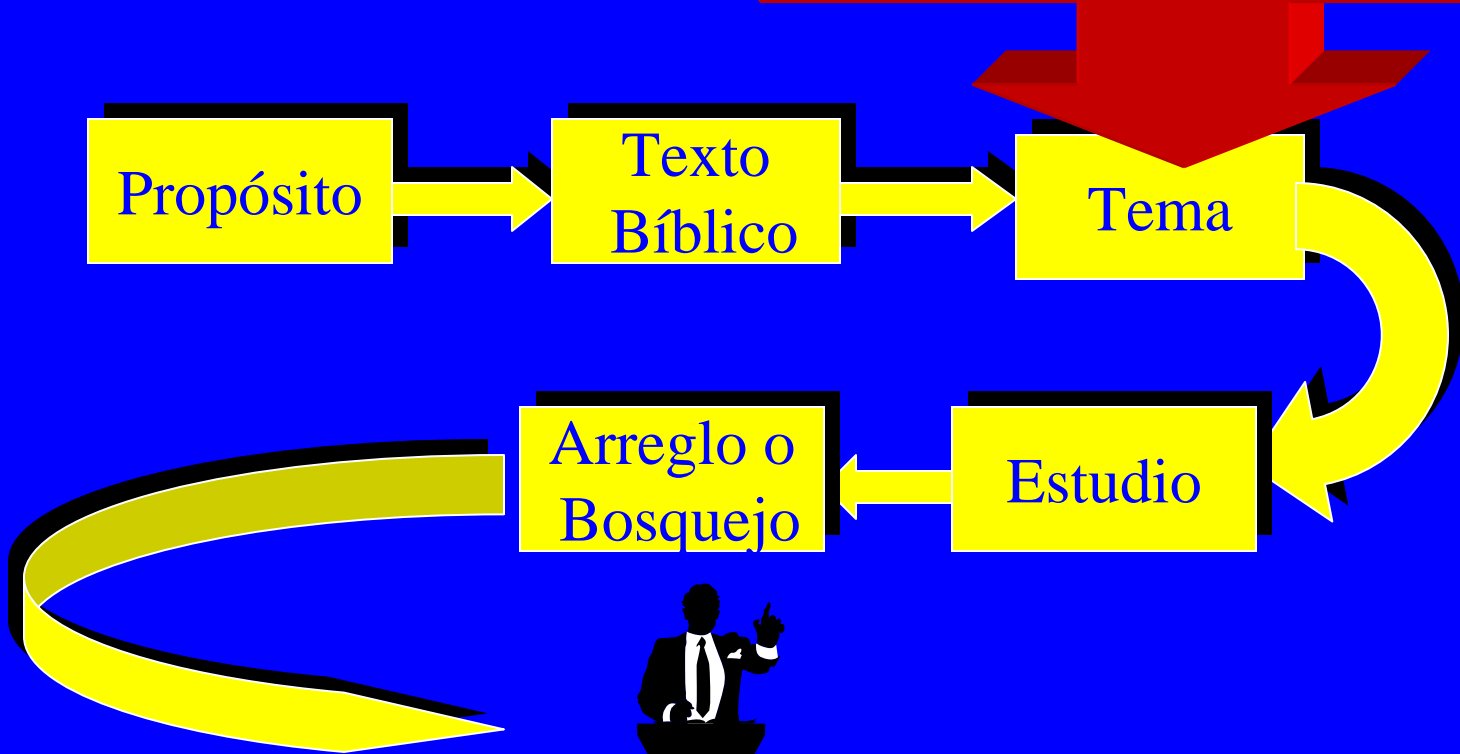 Propósito
Texto
Bíblico
Tema
Estudio
Arreglo o
Bosquejo